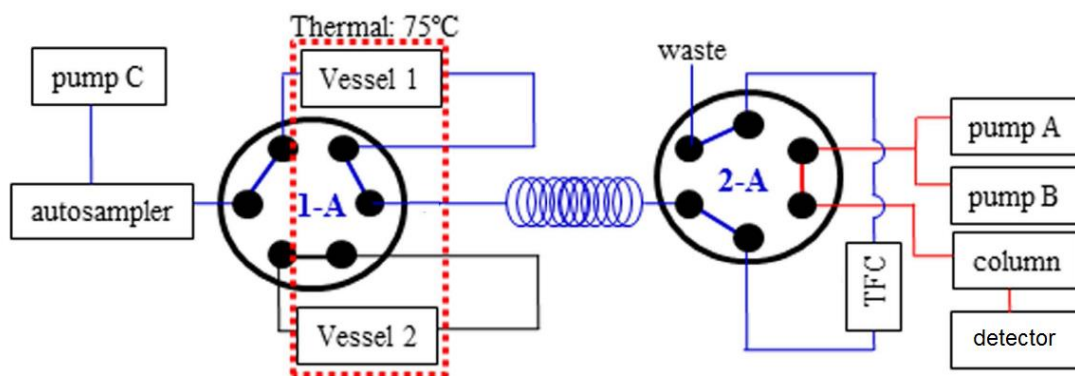 Thermal: 75℃
pump C
Vessel 1
waste
pump A
autosampler
1-A
2-A
pump B
TFC
column
Vessel 2
detector